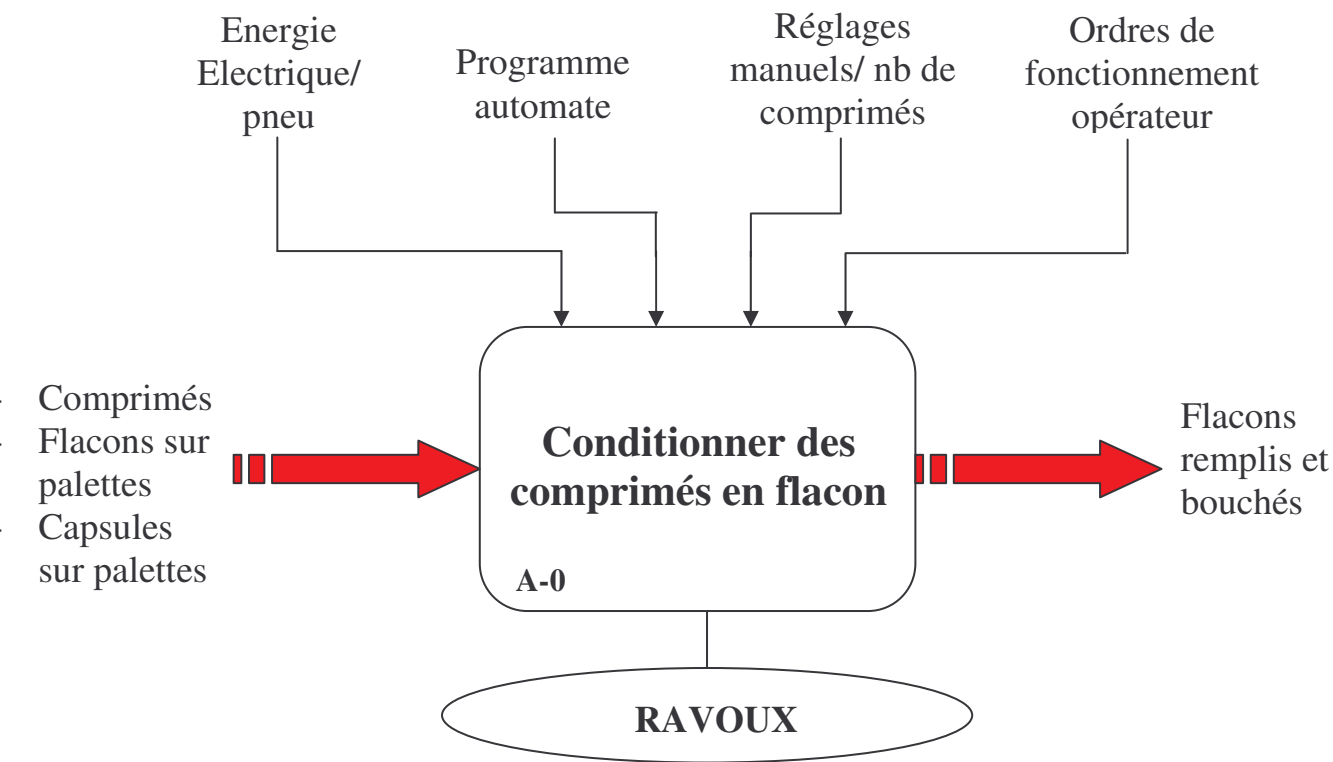 Energie
Electrique/
pneu
Programme
automate
Réglages
manuels/ nb de
comprimés
Ordres de
fonctionnement
opérateur
- Comprimés
- Flacons sur
palettes
- Capsules
sur palettes
Conditionner des
comprimés en flacon
A-0
Flacons
remplis et
bouchés
RAVOUX